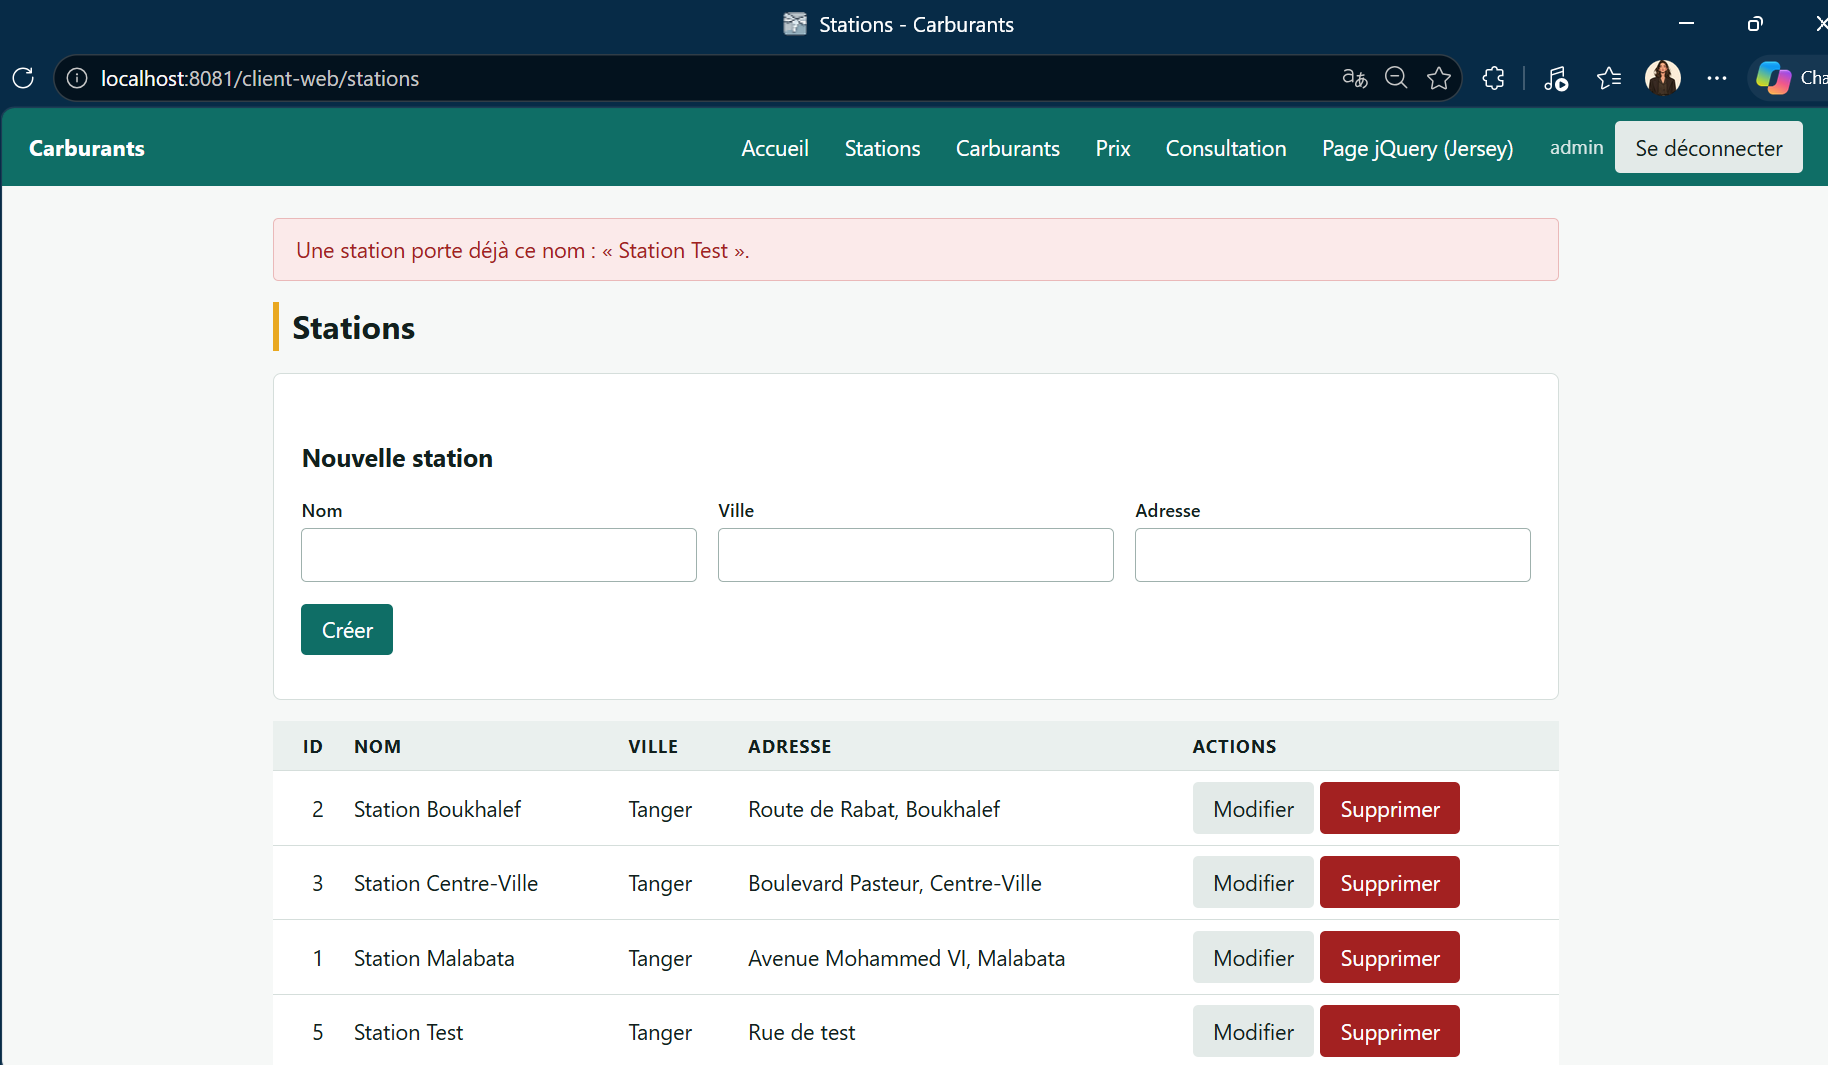 Stations - Carburants
localhost:8081/client-web/stations
Carburants
Accueil Stations Carburants Prix Consultation Page jQuery (Jersey) admin Se déconnecter
Une station porte déjà ce nom : « Station Test ».
Stations
Nouvelle station
Nom Ville Adresse
Créer
ID NOM VILLE ADRESSE ACTIONS
2 Station Boukhalef Tanger Route de Rabat, Boukhalef Modifier Supprimer
3 Station Centre-Ville Tanger Boulevard Pasteur, Centre-Ville Modifier Supprimer
1 Station Malabata Tanger Avenue Mohammed VI, Malabata Modifier Supprimer
5 Station Test Tanger Rue de test Modifier Supprimer